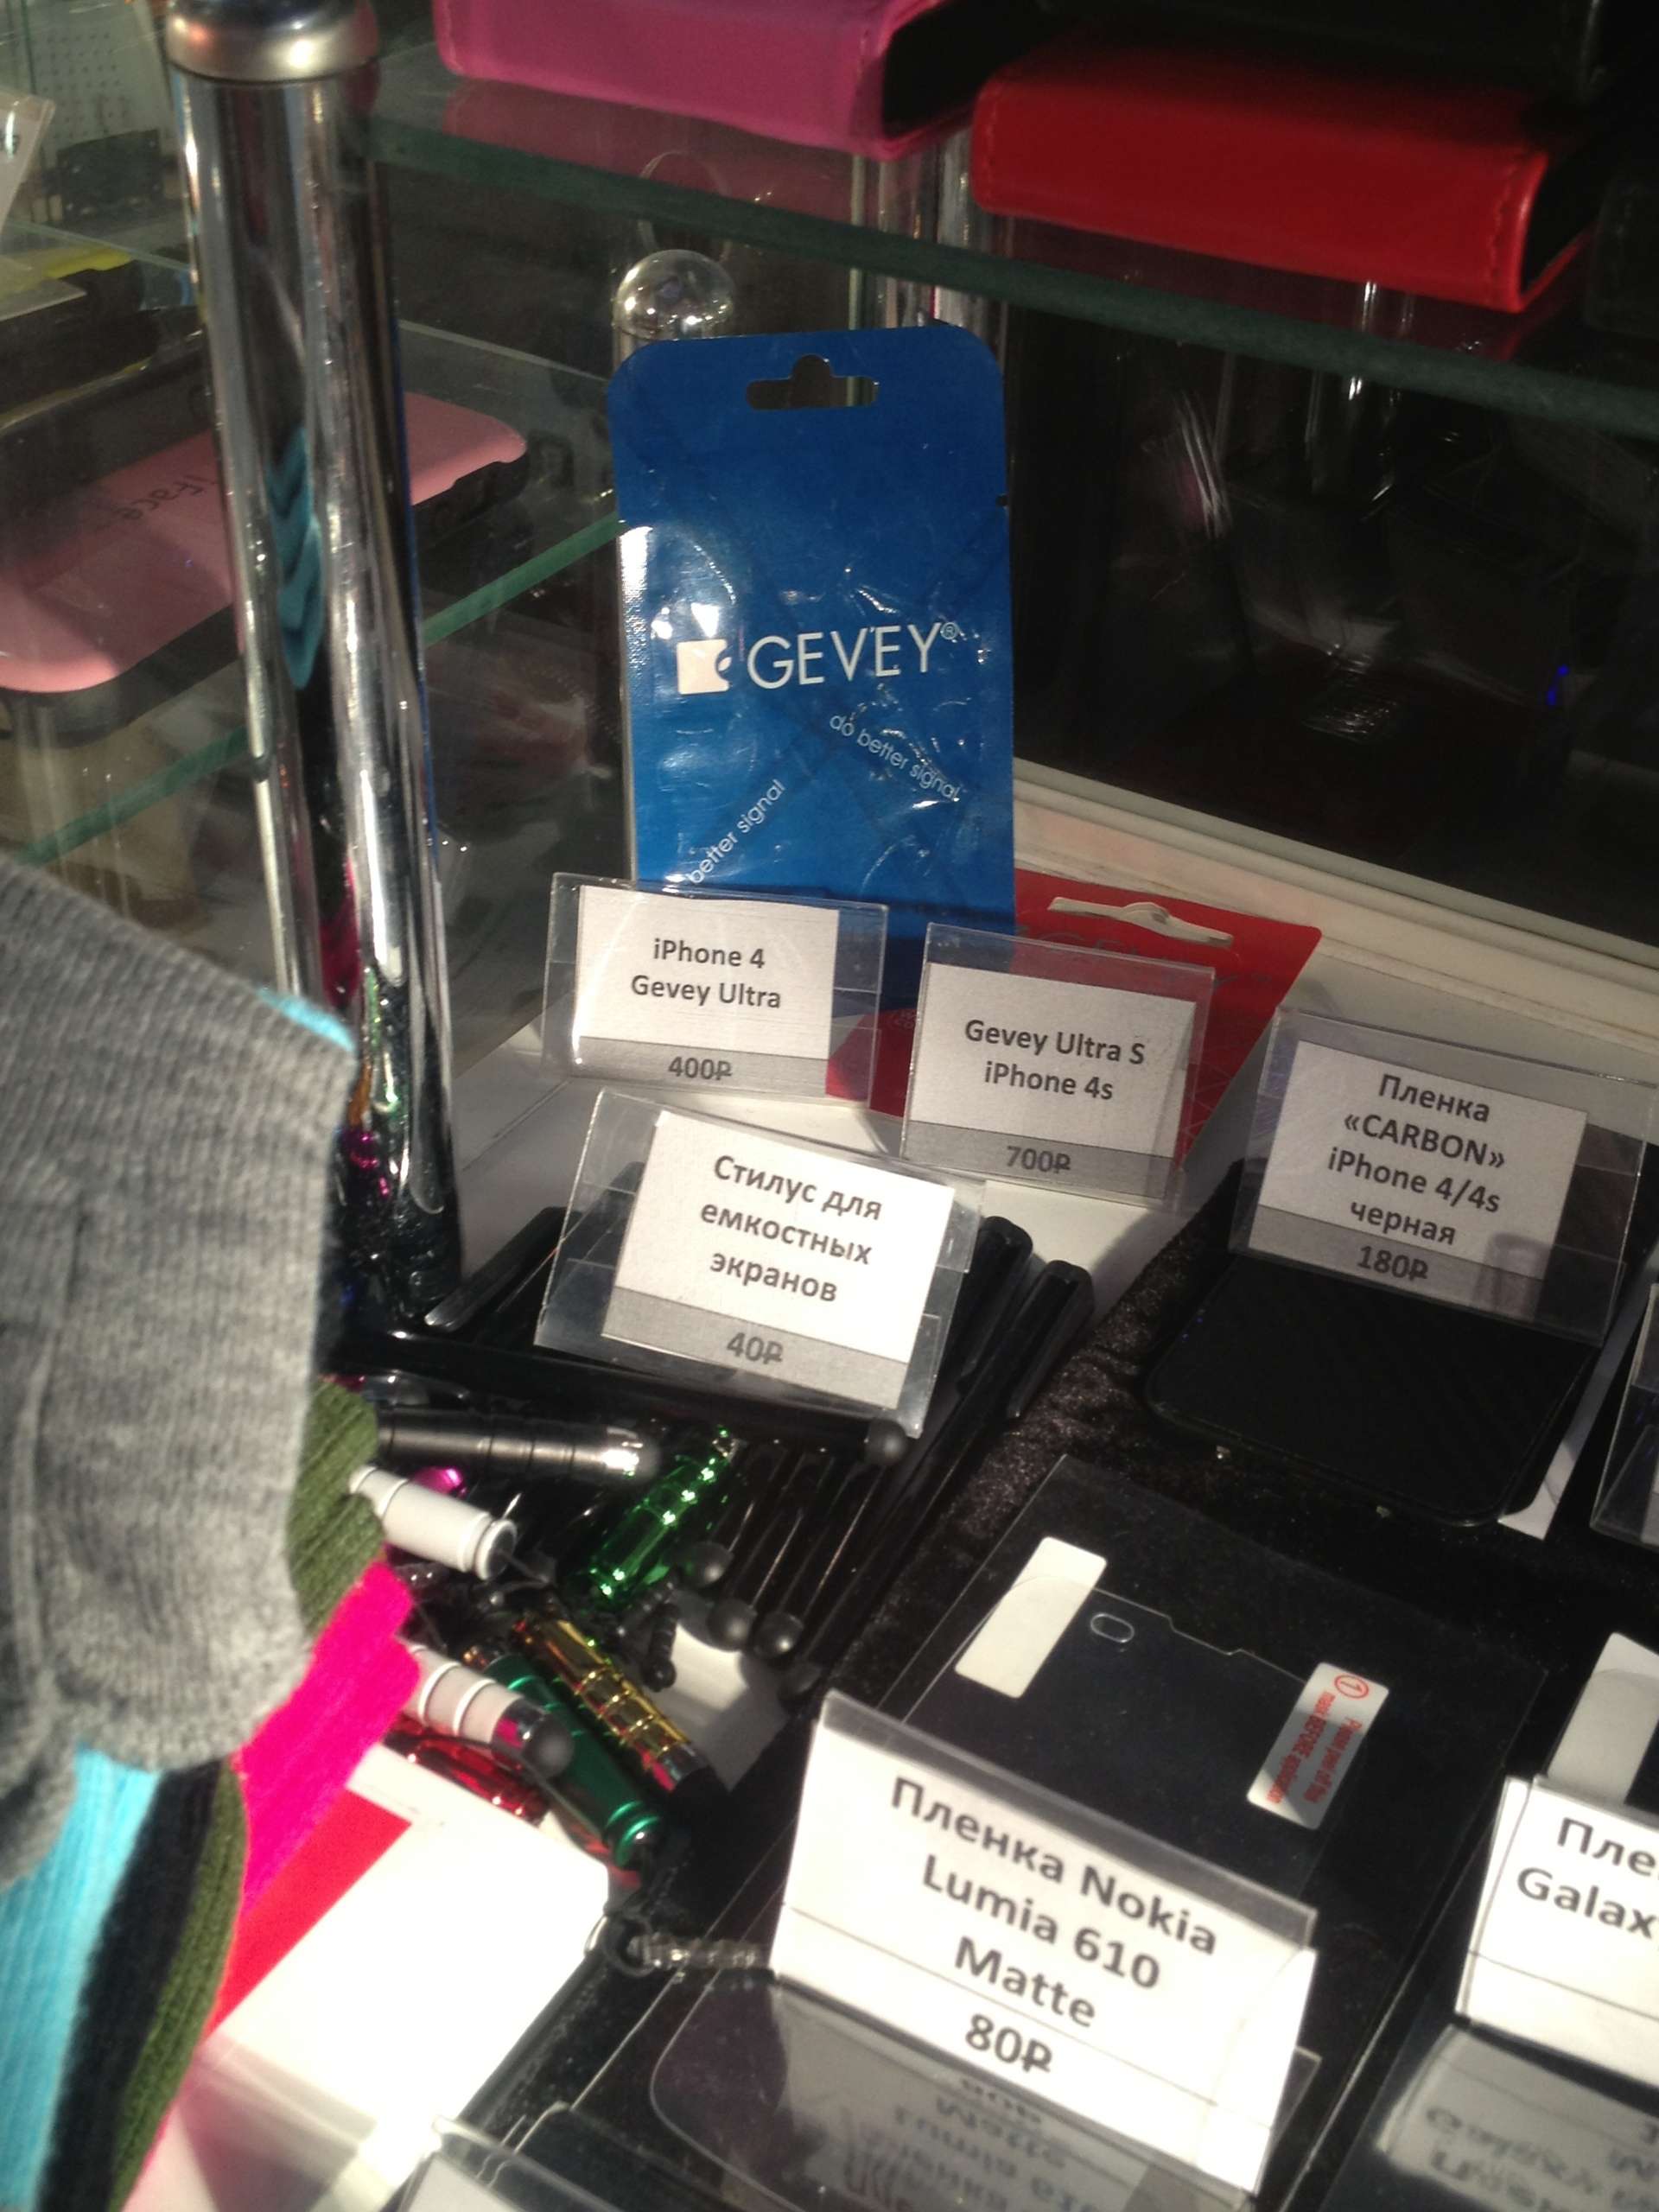 GEVEY®
do better signal
better signal
iPhone 4
Gevey Ultra
400₽
Gevey Ultra S
iPhone 4s
700₽
Пленка
«CARBON»
iPhone 4/4s
черная
180₽
Стилус для
емкостных
экранов
40₽
Пленка Nokia
Lumia 610
Matte
80₽
Пле
Galax